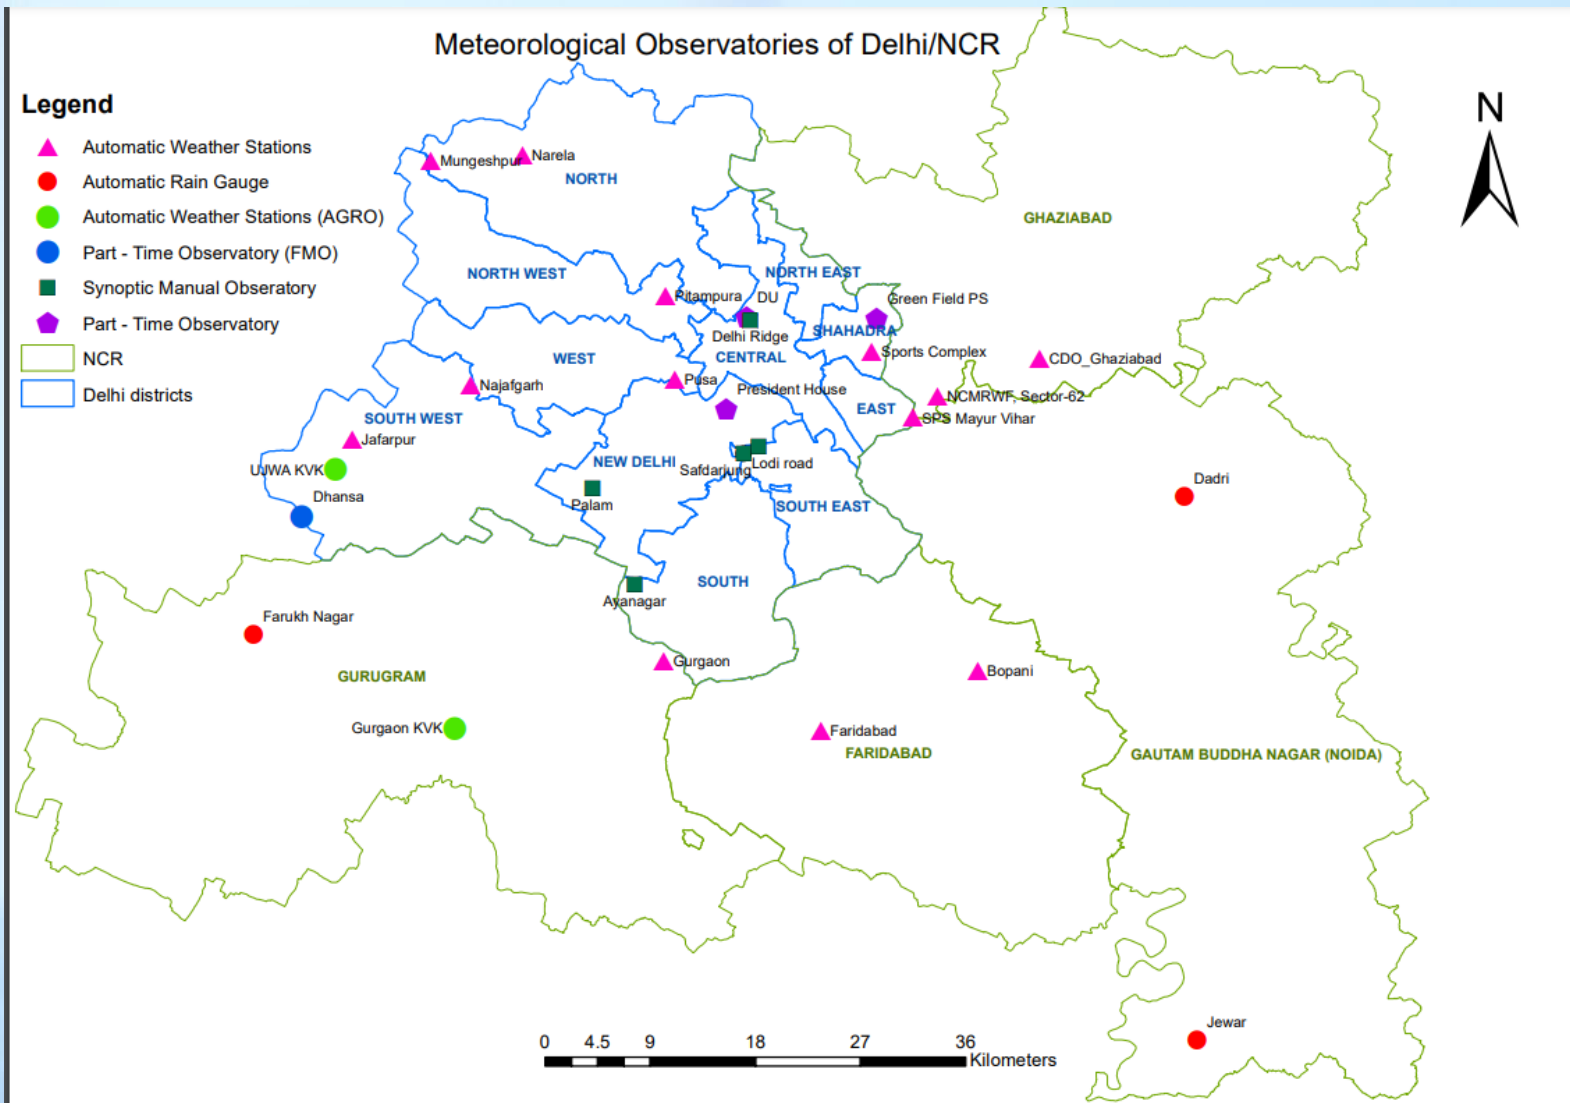 Meteorological Observatories of Delhi/NCR
Legend
Automatic Weather Stations
Automatic Rain Gauge
Automatic Weather Stations (AGRO)
Part - Time Observatory (FMO)
Synoptic Manual Obseratory
Part - Time Observatory
NCR
Delhi districts
N
Mungeshpur
Narela
NORTH
GHAZIABAD
NORTH WEST
NORTH EAST
Pitampura
DU
Green Field PS
Delhi Ridge
SHAHADRA
WEST
CENTRAL
Sports Complex
CDO_Ghaziabad
Najafgarh
Pusa
President House
NCMRWF, Sector-62
SOUTH WEST
EAST
SPS Mayur Vihar
Jafarpur
UJWA KVK
NEW DELHI
Safdarjung
Lodi road
Dadri
Dhansa
Palam
SOUTH EAST
SOUTH
Ayanagar
Farukh Nagar
Gurgaon
Bopani
GURUGRAM
Gurgaon KVK
Faridabad
FARIDABAD
GAUTAM BUDDHA NAGAR (NOIDA)
Jewar
0 4.5 9 18 27 36
Kilometers